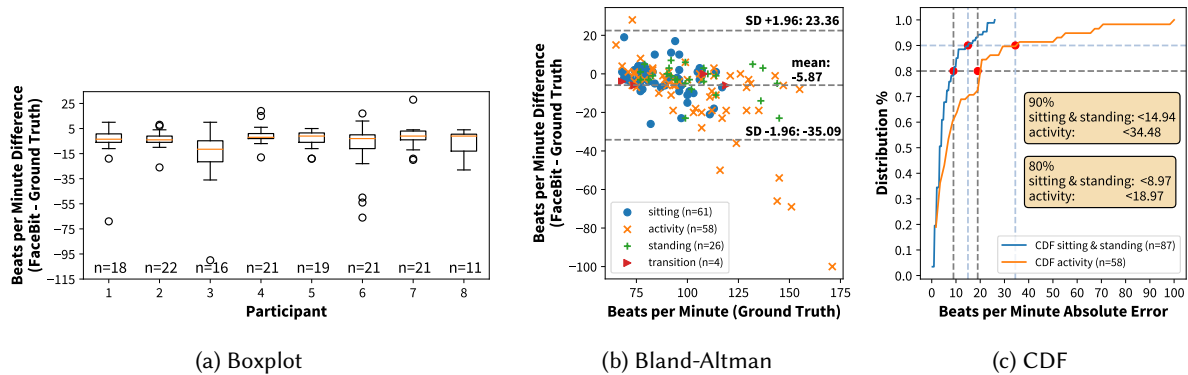 Beats per Minute Difference
(FaceBit - Ground Truth)
25
5
−15
−35
−55
−75
−95
−115
n=18
n=22
n=16
n=21
n=19
n=21
n=21
n=11
1
2
3
4
5
6
7
8
Participant
(a) Boxplot
Beats per Minute Difference
(FaceBit - Ground Truth)
20
0
−20
−40
−60
−80
−100
SD +1.96: 23.36
mean:
-5.87
SD -1.96: -35.09
sitting (n=61)
activity (n=58)
standing (n=26)
transition (n=4)
75
100
125
150
175
Beats per Minute (Ground Truth)
(b) Bland-Altman
Distribution %
1.0
0.9
0.8
0.7
0.6
0.5
0.4
0.3
0.2
0.1
0.0
90%
sitting & standing: <14.94
activity: <34.48
80%
sitting & standing: <8.97
activity: <18.97
CDF sitting & standing (n=87)
CDF activity (n=58)
0
10
20
30
40
50
60
70
80
90
100
Beats per Minute Absolute Error
(c) CDF